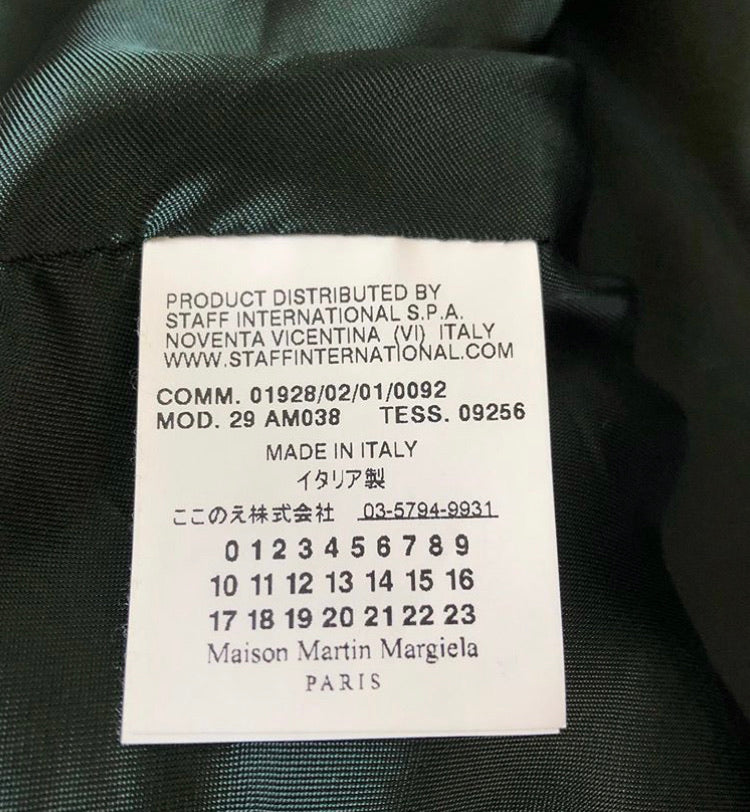 PRODUCT DISTRIBUTED BY
STAFF INTERNATIONAL S.P.A.
NOVENTA VICENTINA (VI) ITALY
WWW.STAFFINTERNATIONAL.COM
COMM. 01928/02/01/0092
MOD. 29 AM038 TESS. 09256
MADE IN ITALY
イタリア製
ここのえ株式会社 03-5794-9931
0 1 2 3 4 5 6 7 8 9
10 11 12 13 14 15 16
17 18 19 20 21 22 23
Maison Martin Margiela
PARIS